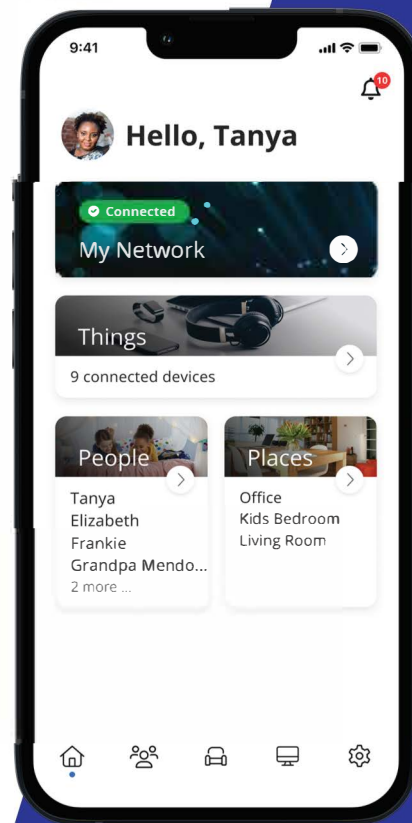 9:41
10
Hello, Tanya
Connected
My Network
Things
9 connected devices
People
Tanya
Elizabeth
Frankie
Grandpa Mendo...
2 more ...
Places
Office
Kids Bedroom
Living Room